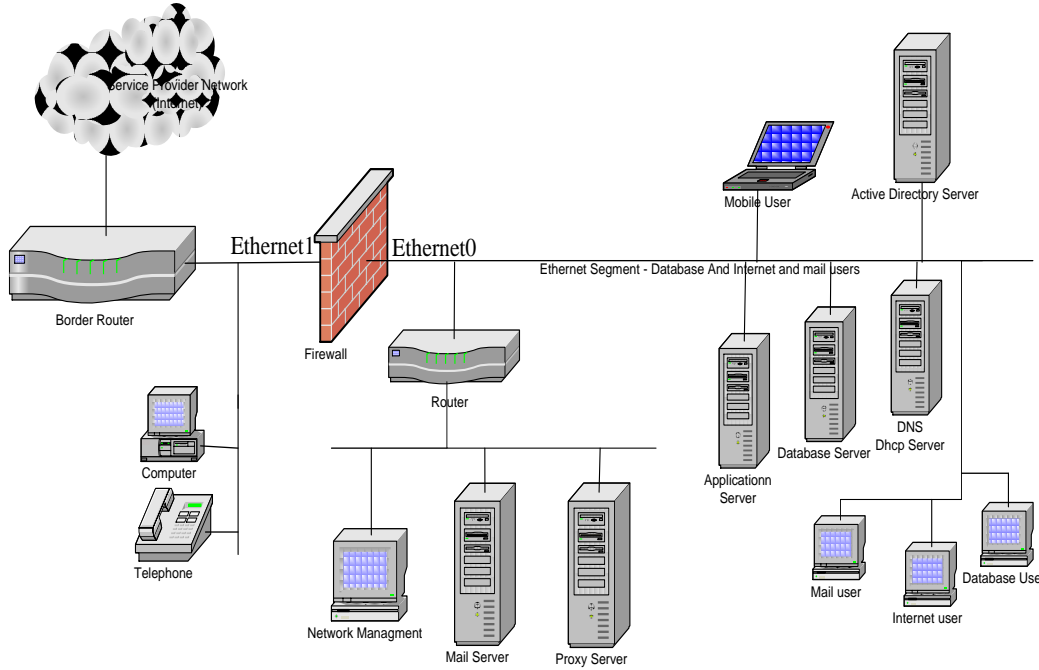 Service Provider Network
(Internet)
Mobile User
Active Directory Server
Ethernet1
Ethernet0
Ethernet Segment - Database And Internet and mail users
Border Router
Firewall
Router
DNS
Dhcp Server
Database Server
Applicationn
Server
Computer
Telephone
Mail user
Internet user
Database Use
Network Managment
Mail Server
Proxy Server